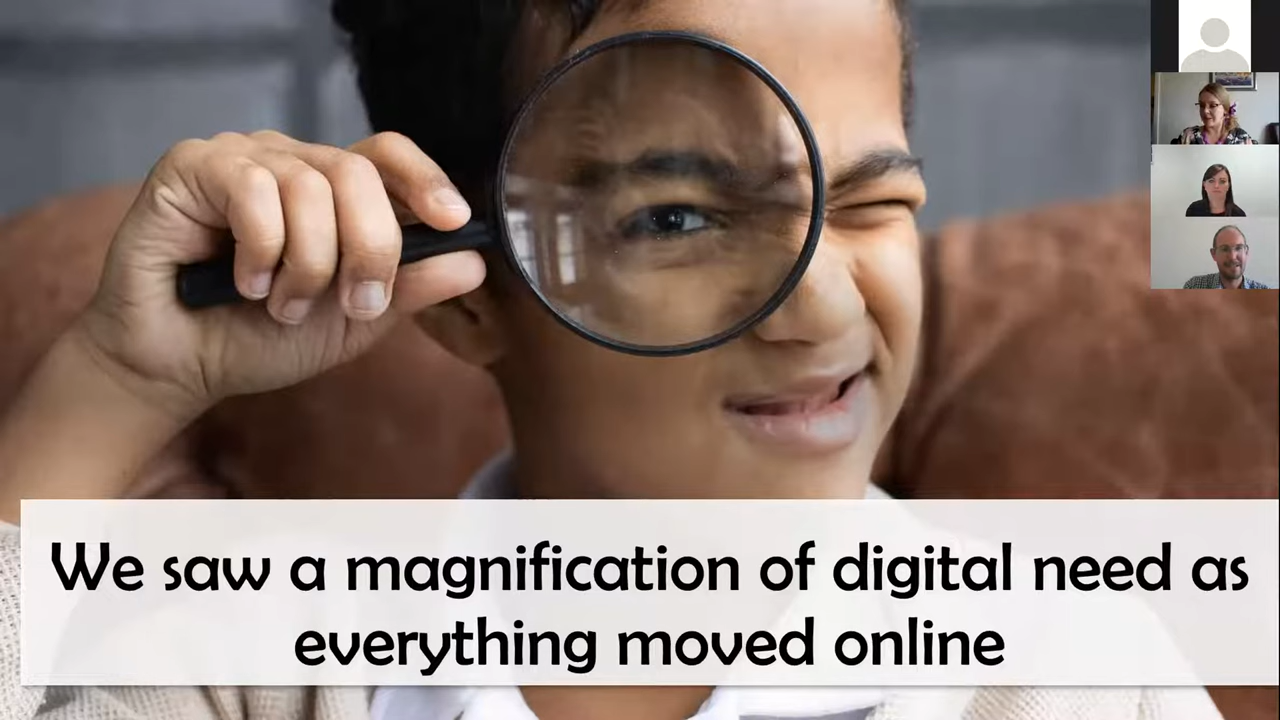 We saw a magnification of digital need as
everything moved online